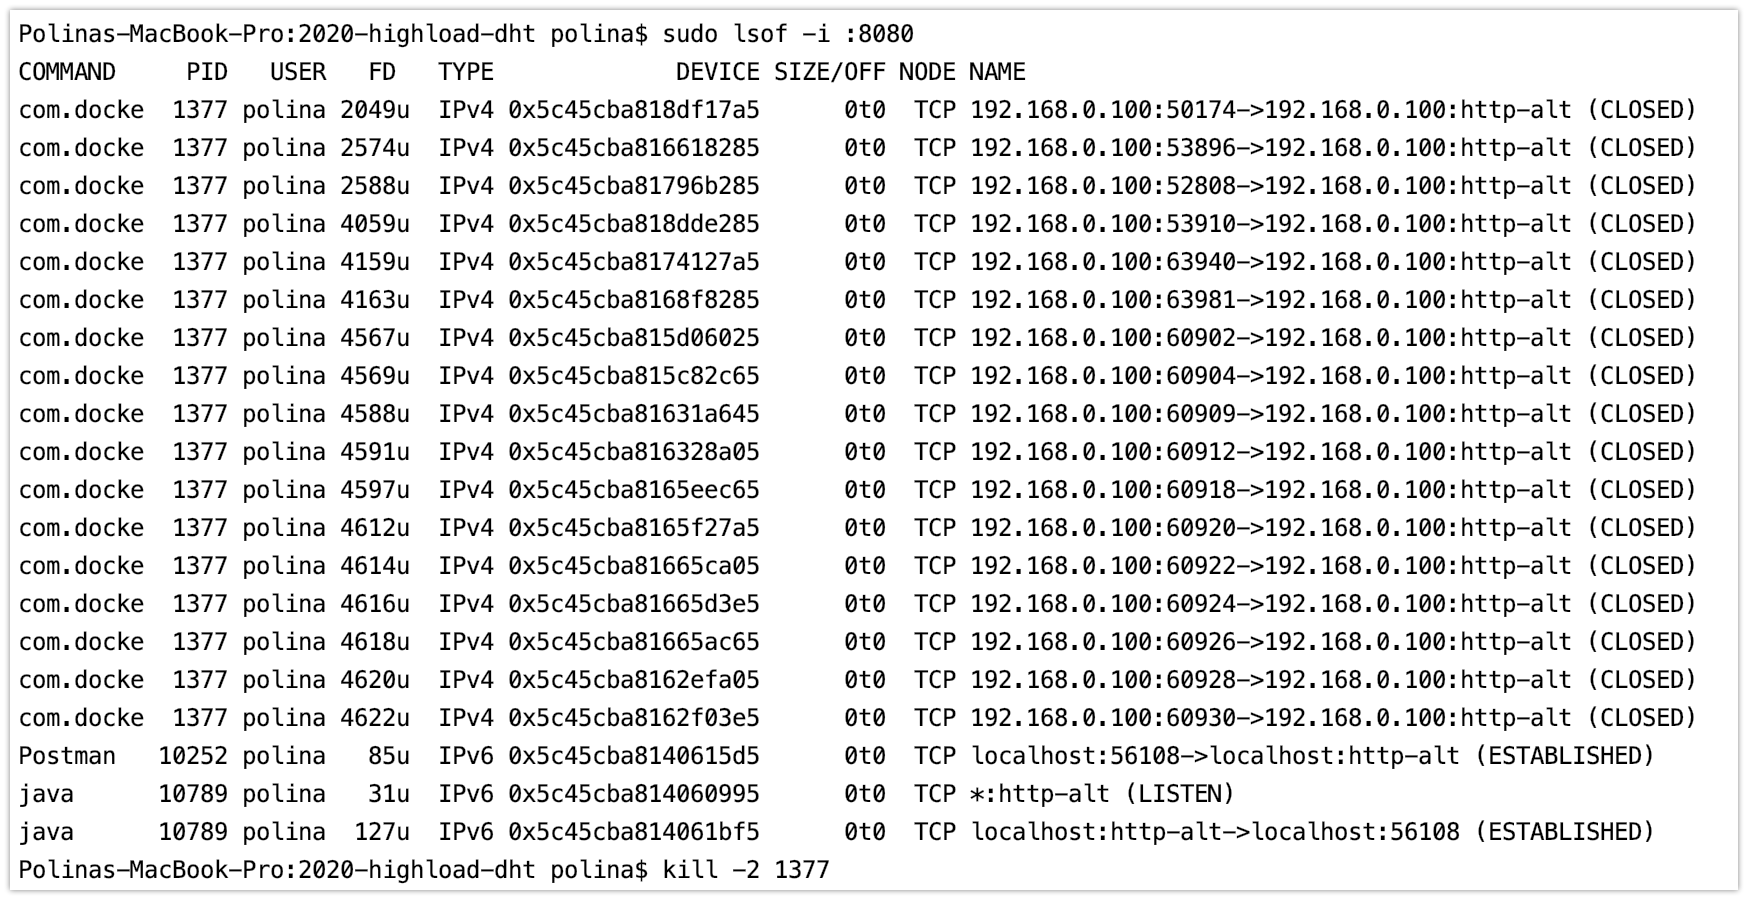 Polinas-MacBook-Pro:2020-highload-dht polina$ sudo lsof -i :8080
COMMAND     PID   USER   FD   TYPE             DEVICE SIZE/OFF NODE NAME
com.docke  1377 polina 2049u  IPv4 0x5c45cba818df17a5      0t0  TCP 192.168.0.100:50174->192.168.0.100:http-alt (CLOSED)
com.docke  1377 polina 2574u  IPv4 0x5c45cba816618285      0t0  TCP 192.168.0.100:53896->192.168.0.100:http-alt (CLOSED)
com.docke  1377 polina 2588u  IPv4 0x5c45cba81796b285      0t0  TCP 192.168.0.100:52808->192.168.0.100:http-alt (CLOSED)
com.docke  1377 polina 4059u  IPv4 0x5c45cba818dde285      0t0  TCP 192.168.0.100:53910->192.168.0.100:http-alt (CLOSED)
com.docke  1377 polina 4159u  IPv4 0x5c45cba8174127a5      0t0  TCP 192.168.0.100:63940->192.168.0.100:http-alt (CLOSED)
com.docke  1377 polina 4163u  IPv4 0x5c45cba8168f8285      0t0  TCP 192.168.0.100:63981->192.168.0.100:http-alt (CLOSED)
com.docke  1377 polina 4567u  IPv4 0x5c45cba815d06025      0t0  TCP 192.168.0.100:60902->192.168.0.100:http-alt (CLOSED)
com.docke  1377 polina 4569u  IPv4 0x5c45cba815c82c65      0t0  TCP 192.168.0.100:60904->192.168.0.100:http-alt (CLOSED)
com.docke  1377 polina 4588u  IPv4 0x5c45cba81631a645      0t0  TCP 192.168.0.100:60909->192.168.0.100:http-alt (CLOSED)
com.docke  1377 polina 4591u  IPv4 0x5c45cba816328a05      0t0  TCP 192.168.0.100:60912->192.168.0.100:http-alt (CLOSED)
com.docke  1377 polina 4597u  IPv4 0x5c45cba8165eec65      0t0  TCP 192.168.0.100:60918->192.168.0.100:http-alt (CLOSED)
com.docke  1377 polina 4612u  IPv4 0x5c45cba8165f27a5      0t0  TCP 192.168.0.100:60920->192.168.0.100:http-alt (CLOSED)
com.docke  1377 polina 4614u  IPv4 0x5c45cba81665ca05      0t0  TCP 192.168.0.100:60922->192.168.0.100:http-alt (CLOSED)
com.docke  1377 polina 4616u  IPv4 0x5c45cba81665d3e5      0t0  TCP 192.168.0.100:60924->192.168.0.100:http-alt (CLOSED)
com.docke  1377 polina 4618u  IPv4 0x5c45cba81665ac65      0t0  TCP 192.168.0.100:60926->192.168.0.100:http-alt (CLOSED)
com.docke  1377 polina 4620u  IPv4 0x5c45cba8162efa05      0t0  TCP 192.168.0.100:60928->192.168.0.100:http-alt (CLOSED)
com.docke  1377 polina 4622u  IPv4 0x5c45cba8162f03e5      0t0  TCP 192.168.0.100:60930->192.168.0.100:http-alt (CLOSED)
Postman   10252 polina   85u  IPv6 0x5c45cba8140615d5      0t0  TCP localhost:56108->localhost:http-alt (ESTABLISHED)
java      10789 polina   31u  IPv6 0x5c45cba814060995      0t0  TCP *:http-alt (LISTEN)
java      10789 polina  127u  IPv6 0x5c45cba814061bf5      0t0  TCP localhost:http-alt->localhost:56108 (ESTABLISHED)
Polinas-MacBook-Pro:2020-highload-dht polina$ kill -2 1377